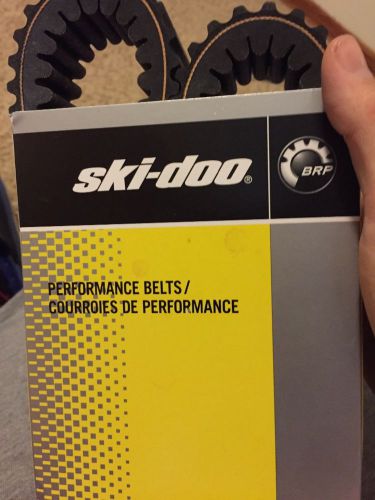 ski-doo®
BRP
PERFORMANCE BELTS /
COURROIES DE PERFORMANCE